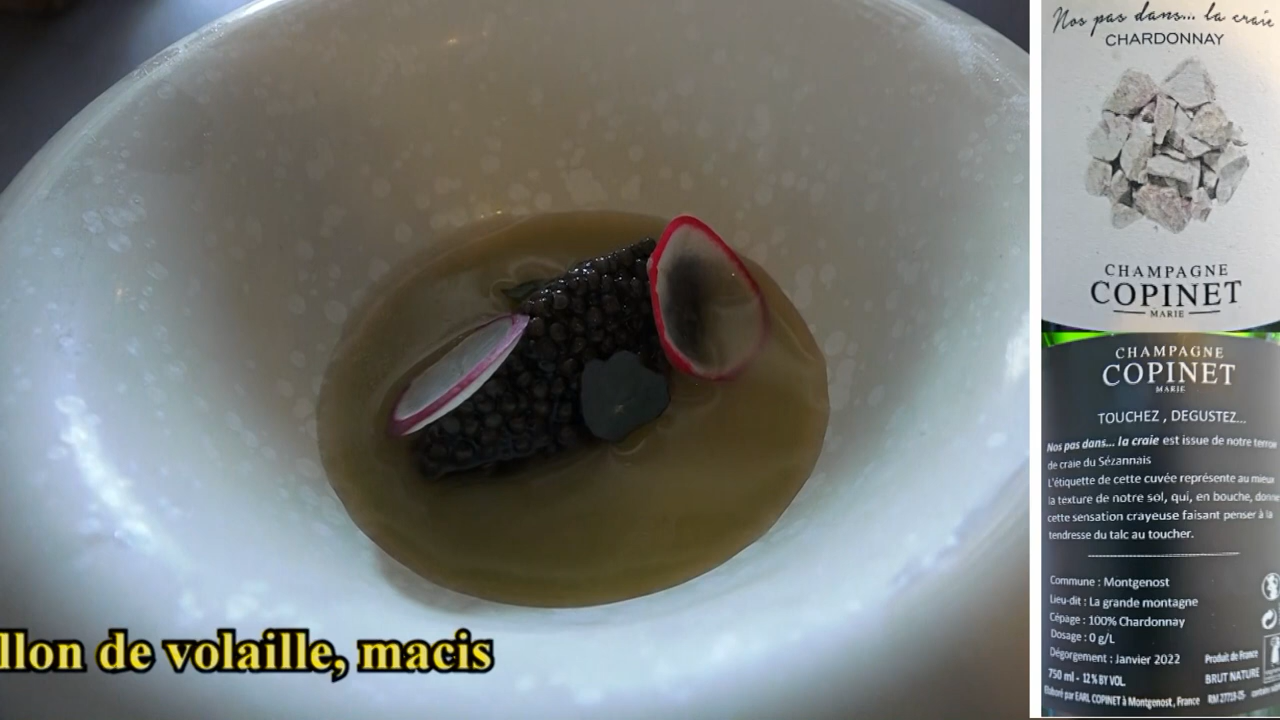 llon de volaille, macis
Nos pas dans... la craie
CHARDONNAY
CHAMPAGNE
COPINET
MARIE
CHAMPAGNE
COPINET
MARIE
TOUCHEZ , DEGUSTEZ...
Nos pas dans... la craie est issue de notre terroi
de craie du Sézannais
L'étiquette de cette cuvée représente au mieux
la texture de notre sol, qui, en bouche, donne
cette sensation crayeuse faisant penser à la
tendresse du talc au toucher.
Commune : Montgenost
Lieu-dit : La grande montagne
Cépage : 100% Chardonnay
Dosage : 0 g/L
Dégorgement : Janvier 2022
Produit de France
750 ml - 12 % BY VOL.
BRUT NATURE
Elaboré par EARL COPINET à Montgenost, France